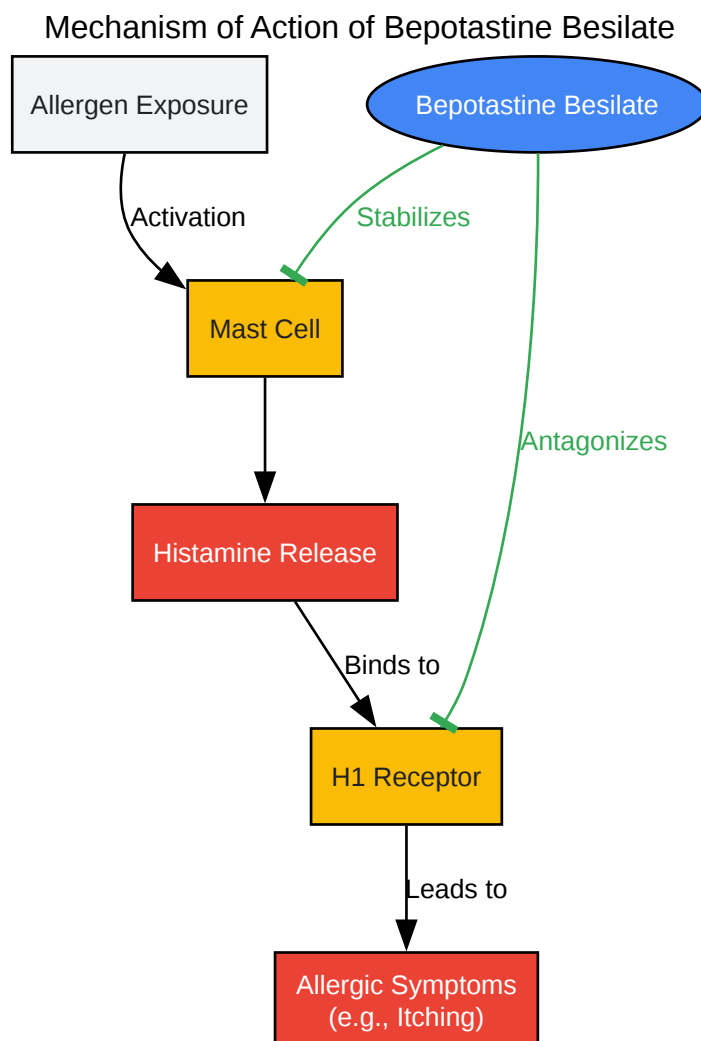 Mechanism of Action of Bepotastine Besilate
Allergen Exposure
Bepotastine Besilate
Activation
Stabilizes
Mast Cell
Antagonizes
Histamine Release
Binds to
H1 Receptor
Leads to
Allergic Symptoms
(e.g., Itching)